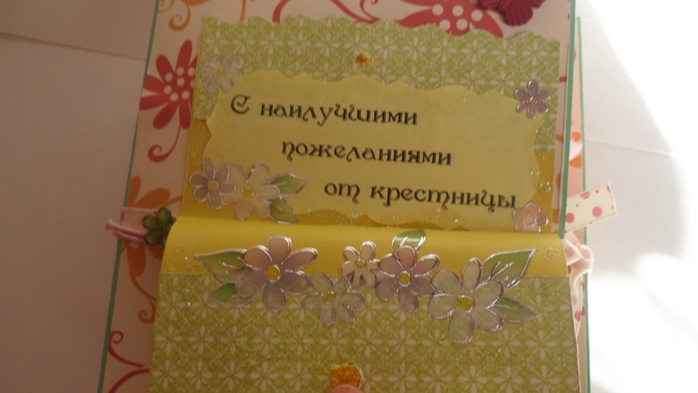 С наилучшими
пожеланиями
от крестницы